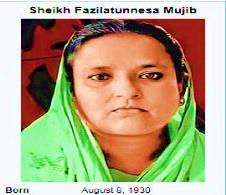 Sheikh Fazilatunnesa Mujib
Born August 8, 1930